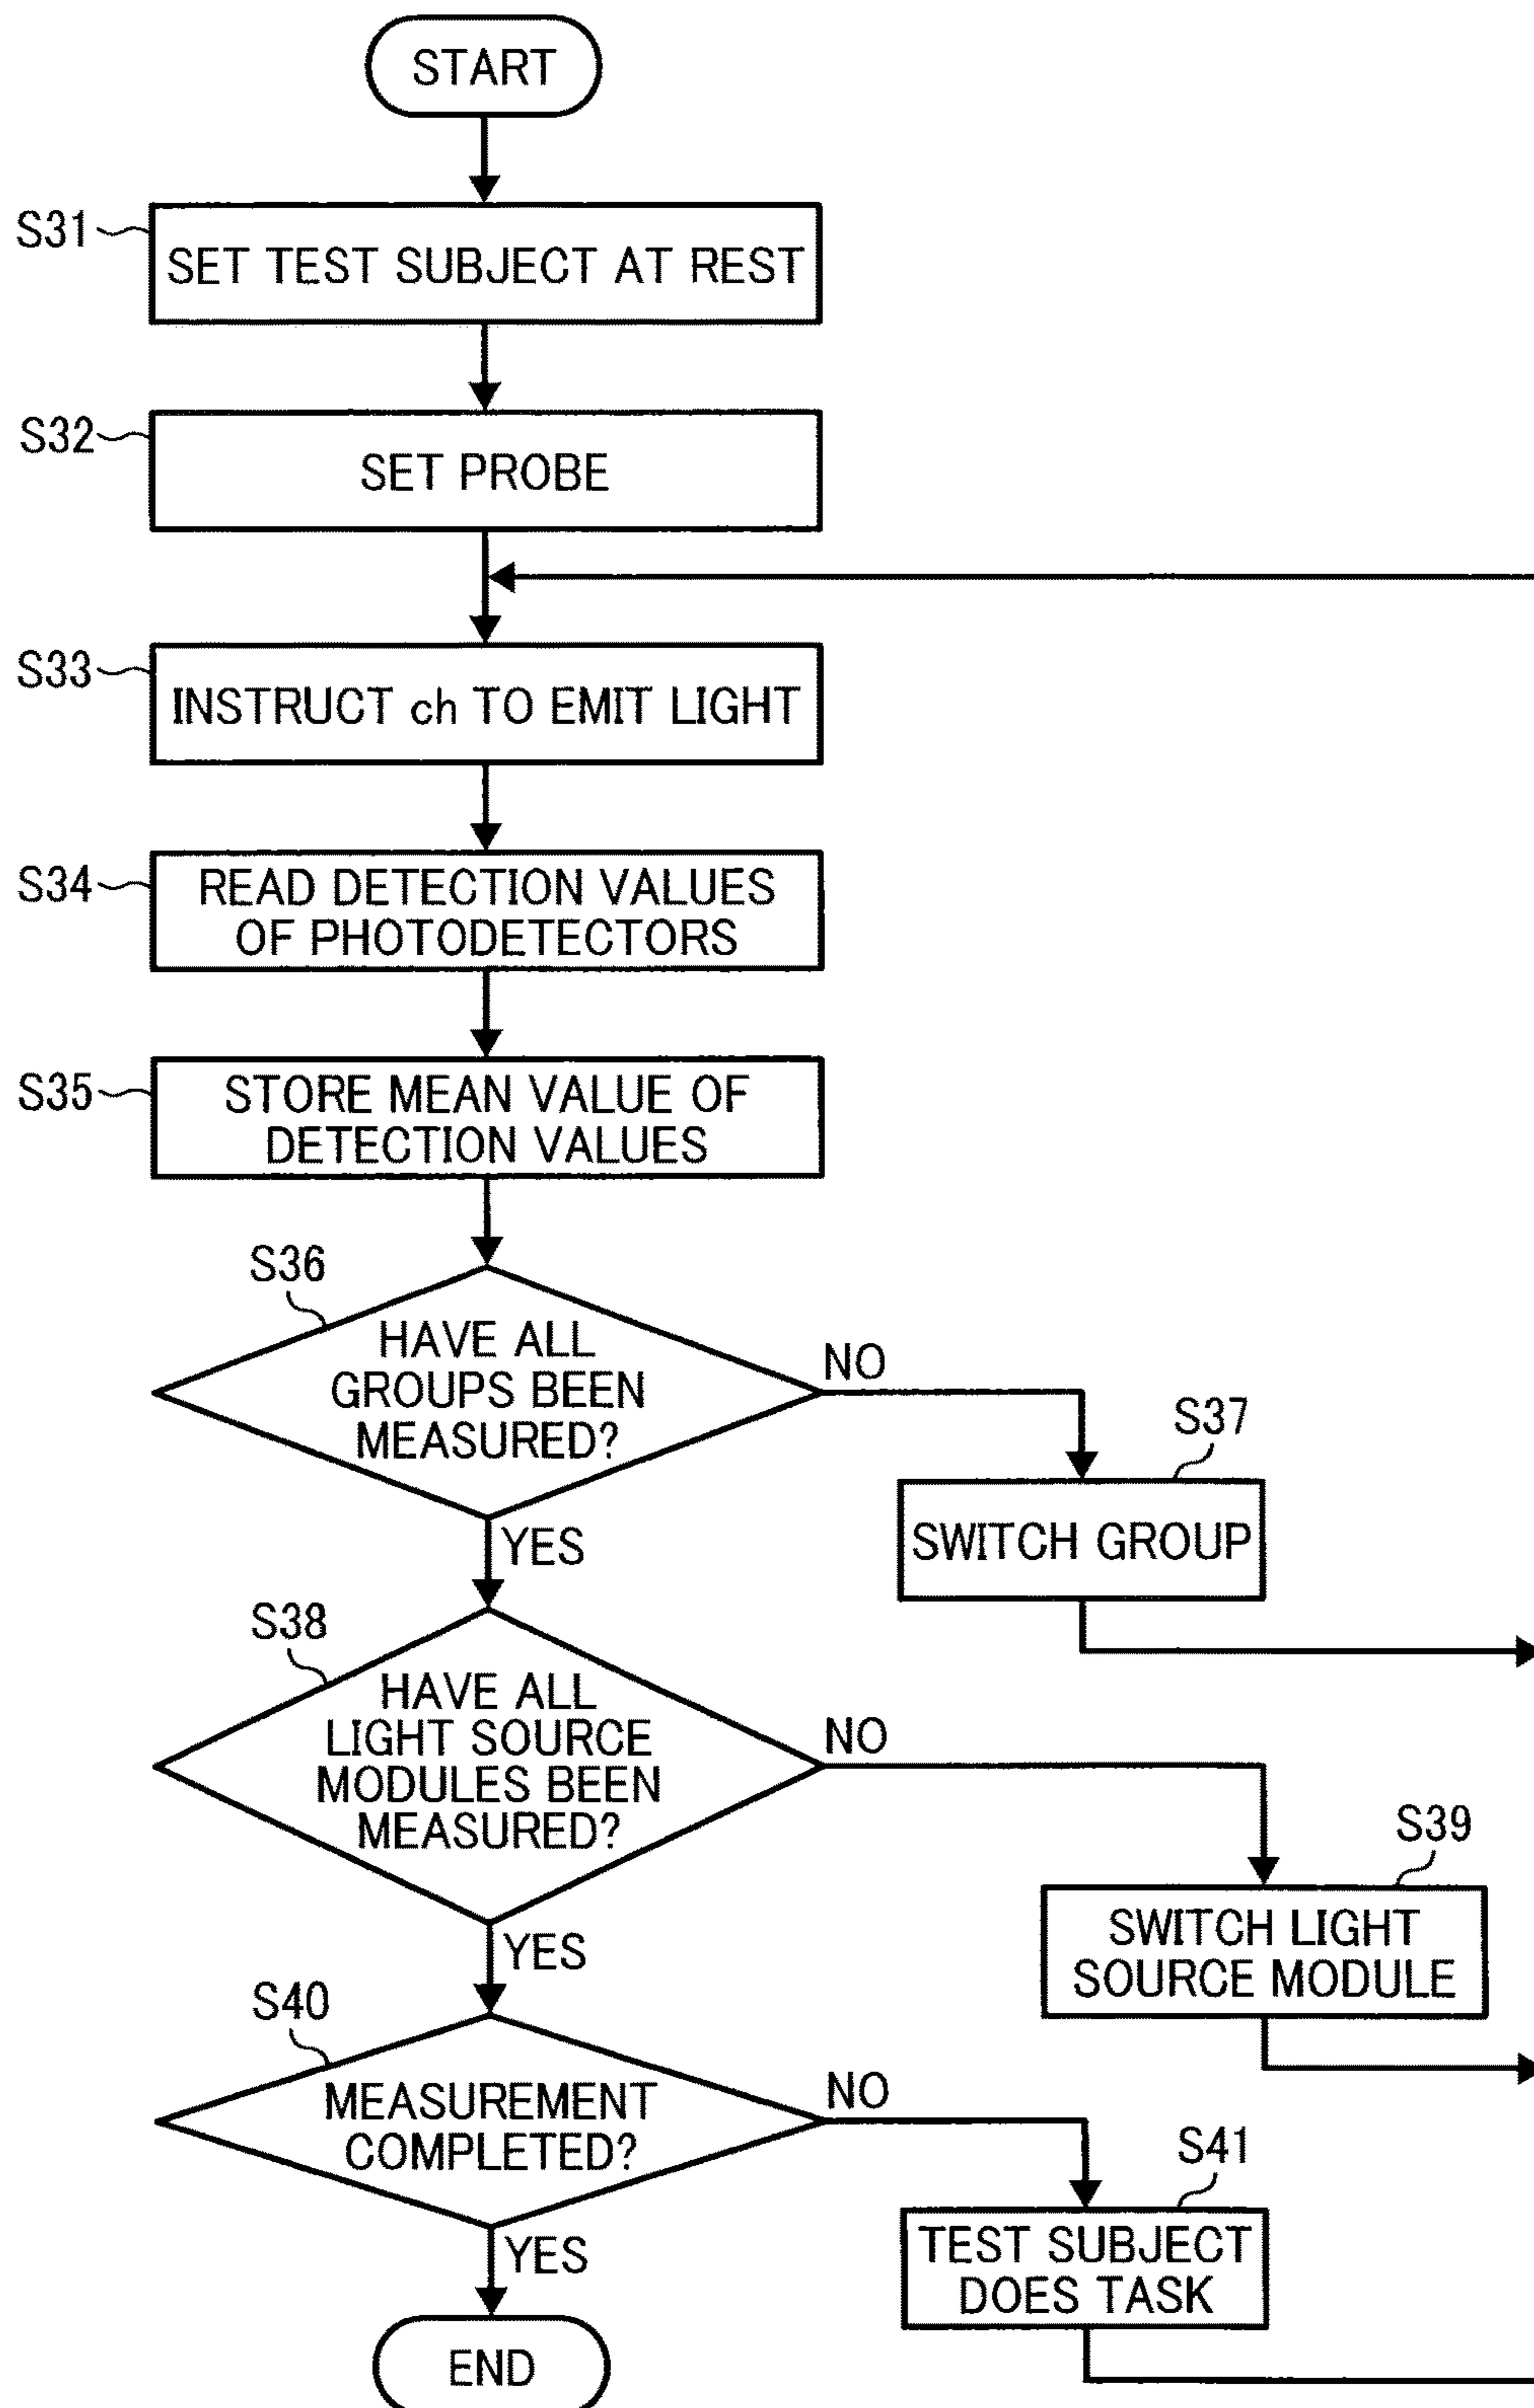 START
S31
SET TEST SUBJECT AT REST
S32
SET PROBE
S33
INSTRUCT ch TO EMIT LIGHT
S34
READ DETECTION VALUES
OF PHOTODETECTORS
S35
STORE MEAN VALUE OF
DETECTION VALUES
S36
HAVE ALL
GROUPS BEEN
MEASURED?
NO
S37
SWITCH GROUP
YES
S38
HAVE ALL
LIGHT SOURCE
MODULES BEEN
MEASURED?
NO
S39
SWITCH LIGHT
SOURCE MODULE
YES
S40
MEASUREMENT
COMPLETED?
NO
S41
TEST SUBJECT
DOES TASK
YES
END